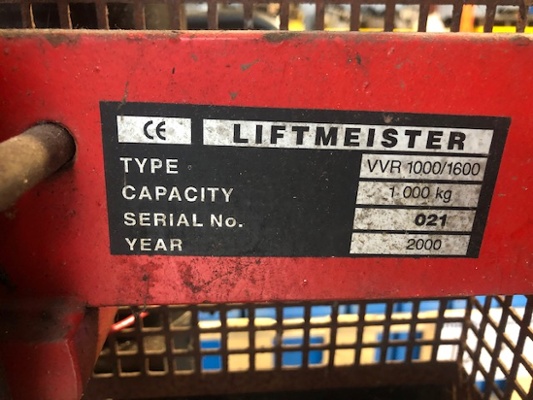 CE LIFTMEISTER
TYPE VVR 1000/1600
CAPACITY 1 000 kg
SERIAL No. 021
YEAR 2000